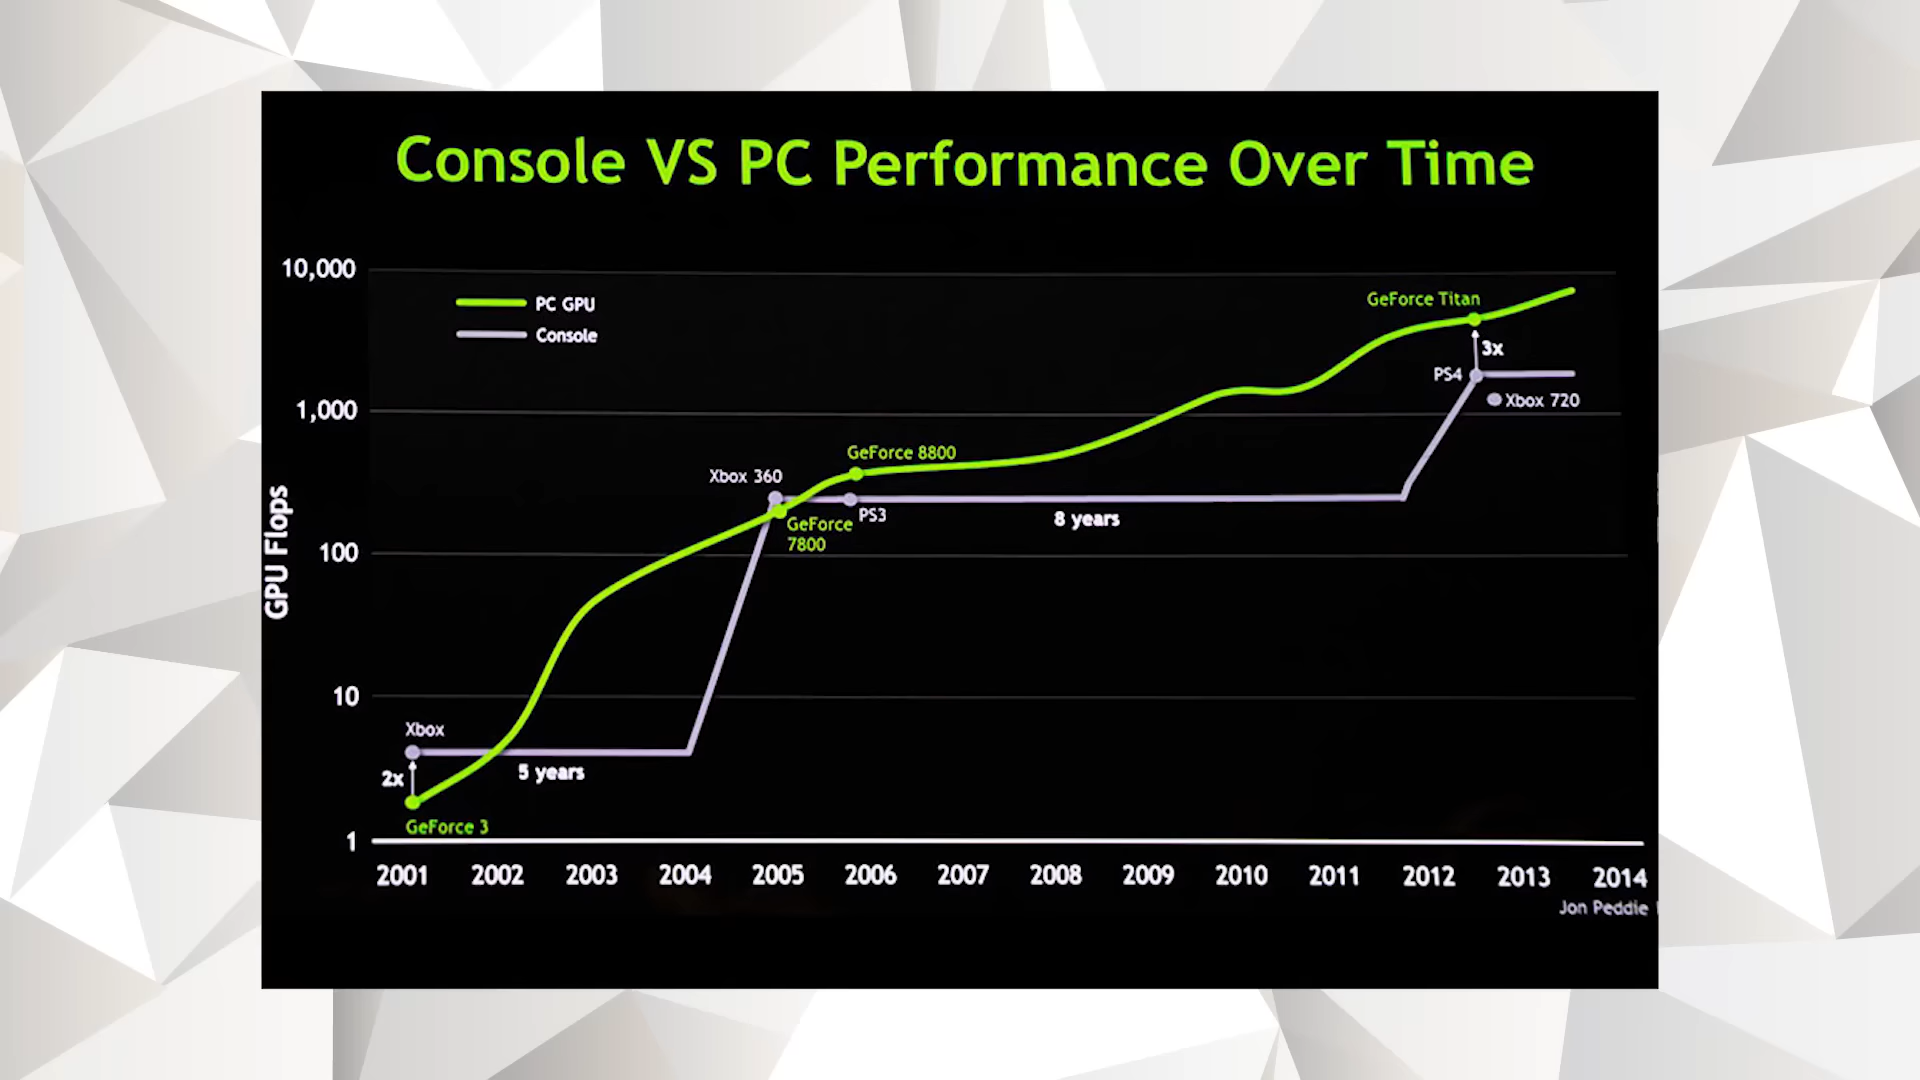 Console VS PC Performance Over Time
10,000
1,000
100
10
1
GPU Flops
PC GPU
Console
Xbox
2x
GeForce 3
5 years
Xbox 360
GeForce
7800
GeForce 8800
PS3
8 years
GeForce Titan
3x
PS4
Xbox 720
2001 2002 2003 2004 2005 2006 2007 2008 2009 2010 2011 2012 2013 2014
Jon Peddie